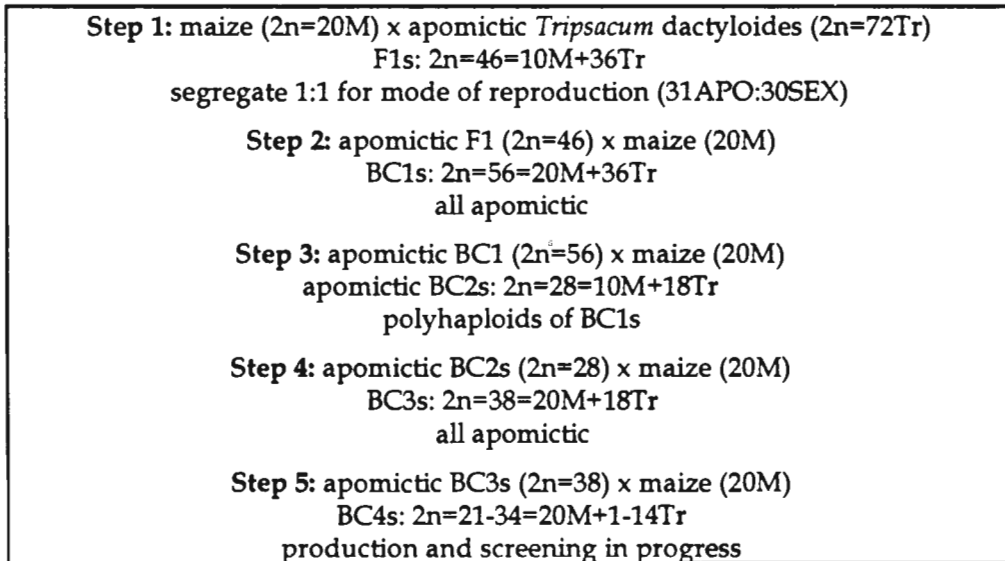 Step 1: maize (2n=20M) x apomictic Tripsacum dactyloides (2n=72Tr)
F1s: 2n=46=10M+36Tr
segregate 1:1 for mode of reproduction (31APO:30SEX)
Step 2: apomictic F1 (2n=46) x maize (20M)
BC1s: 2n=56=20M+36Tr
all apomictic
Step 3: apomictic BC1 (2n=56) x maize (20M)
apomictic BC2s: 2n=28=10M+18Tr
polyhaploids of BC1s
Step 4: apomictic BC2s (2n=28) x maize (20M)
BC3s: 2n=38=20M+18Tr
all apomictic
Step 5: apomictic BC3s (2n=38) x maize (20M)
BC4s: 2n=21-34=20M+1-14Tr
production and screening in progress